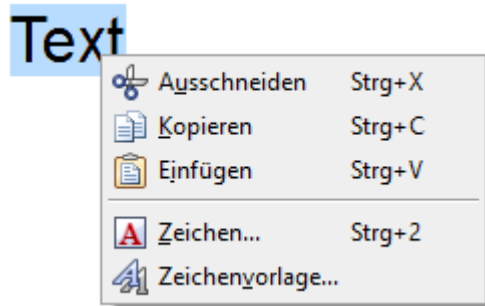 Text
Ausschneiden Strg+X
Kopieren Strg+C
Einfügen Strg+V
Zeichen... Strg+2
Zeichenvorlage...